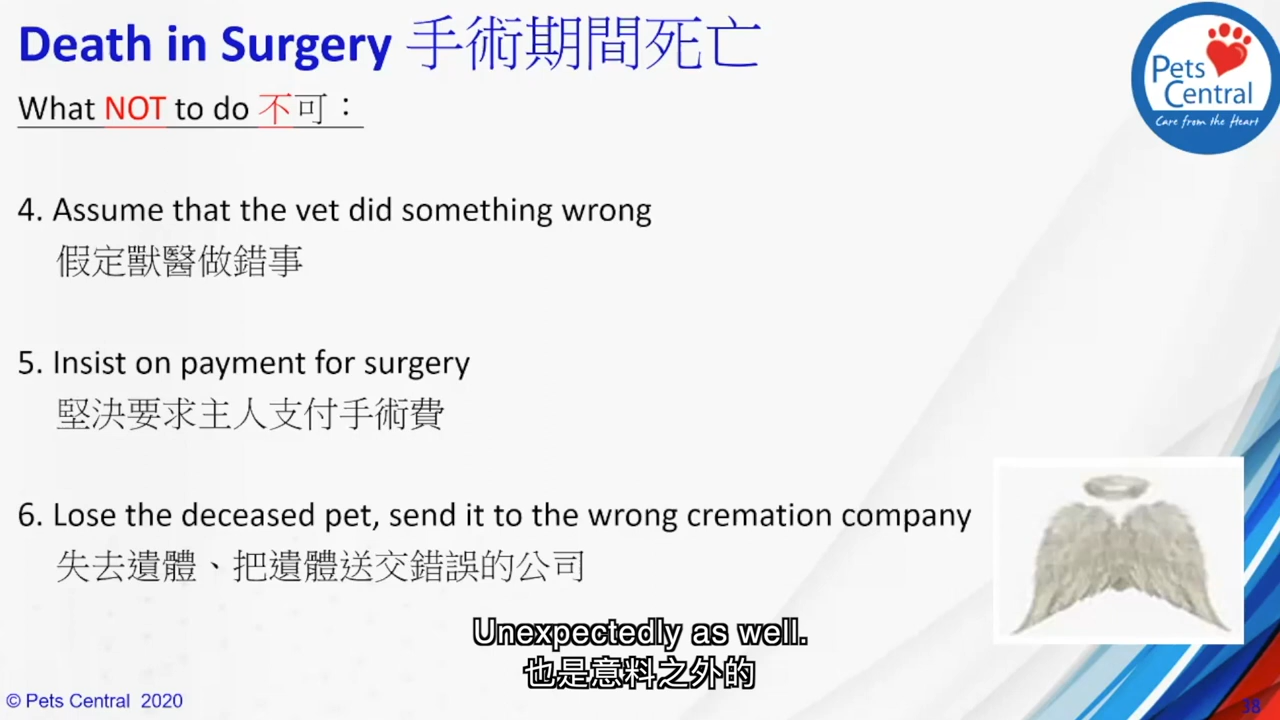 Death in Surgery 手術期間死亡
What NOT to do 不可：
Pets
Central
Care from the Heart
4. Assume that the vet did something wrong
假定獸醫做錯事
5. Insist on payment for surgery
堅決要求主人支付手術費
6. Lose the deceased pet, send it to the wrong cremation company
失去遺體、把遺體送交錯誤的公司
Unexpectedly as well.
也是意料之外的
© Pets Central 2020
38